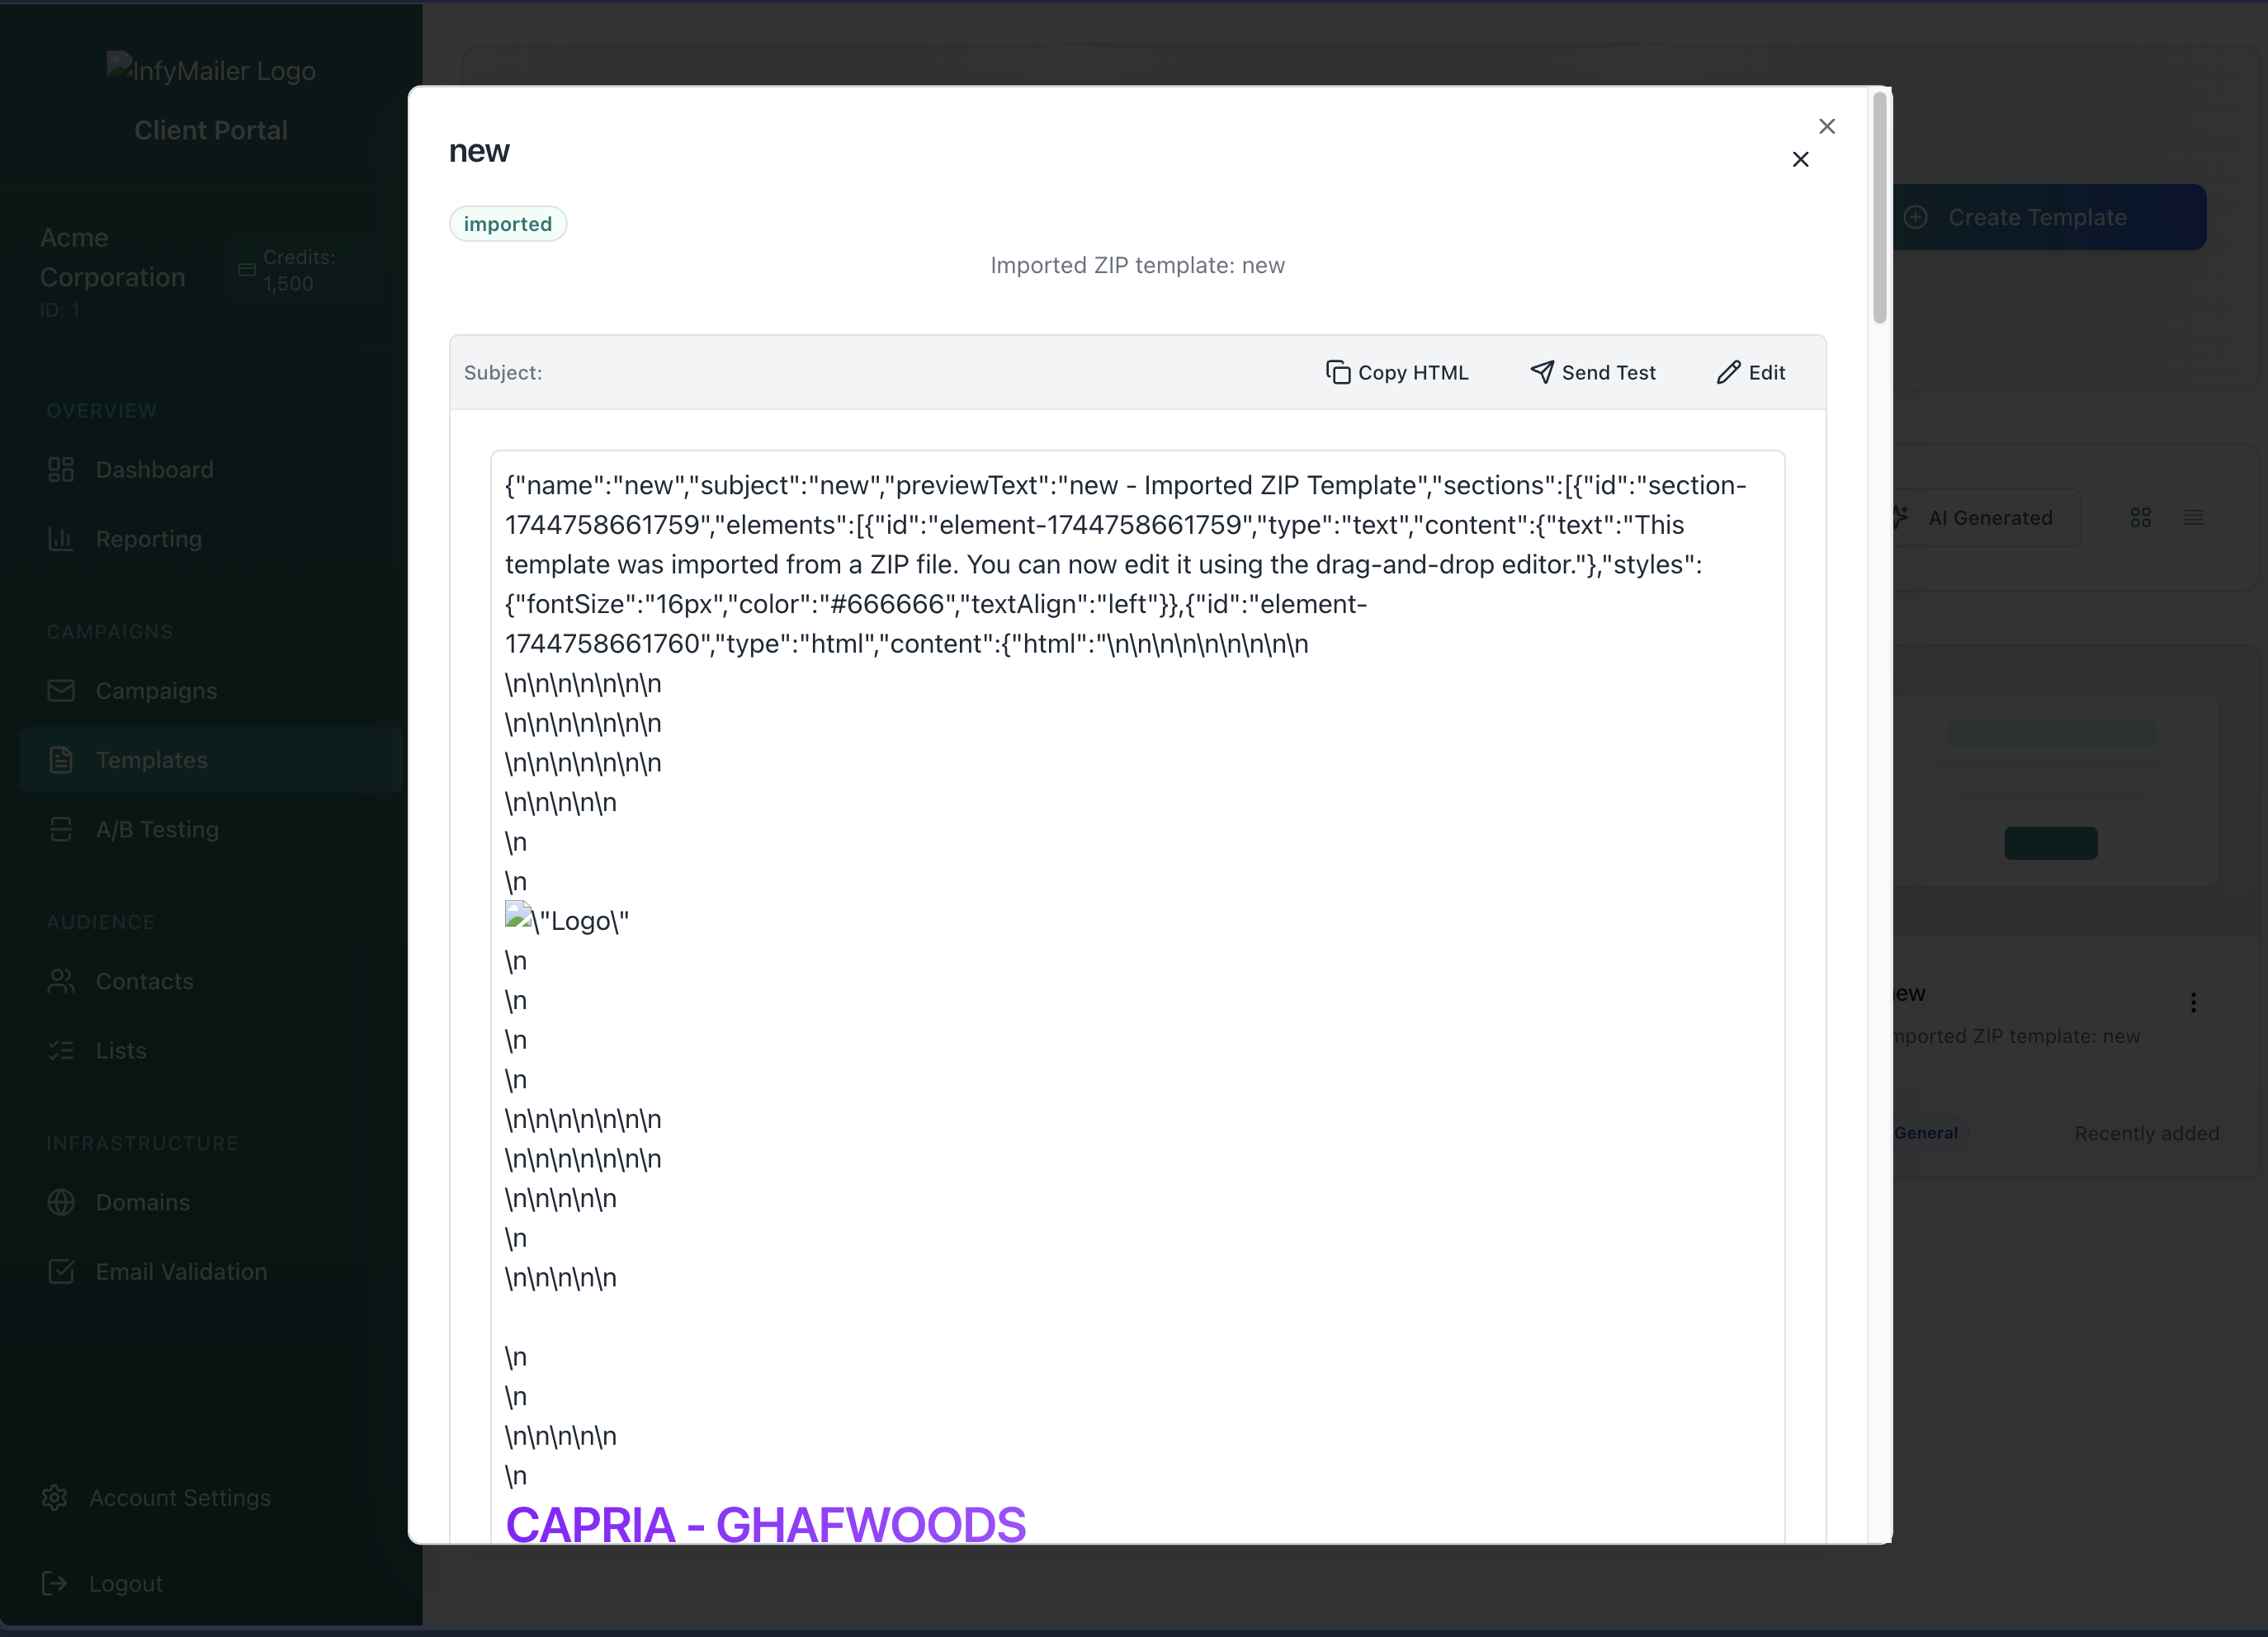 InfyMailer Logo
Client Portal
Acme
Corporation
ID: 1
Credits:
1,500
OVERVIEW
Dashboard
Reporting
CAMPAIGNS
Campaigns
Templates
A/B Testing
AUDIENCE
Contacts
Lists
INFRASTRUCTURE
Domains
Email Validation
Account Settings
Logout
new
imported
Imported ZIP template: new
Subject:
Copy HTML
Send Test
Edit
{"name":"new","subject":"new","previewText":"new - Imported ZIP Template","sections":[{"id":"section-
1744758661759","elements":[{"id":"element-1744758661759","type":"text","content":{"text":"This
template was imported from a ZIP file. You can now edit it using the drag-and-drop editor."},"styles":
{"fontSize":"16px","color":"#666666","textAlign":"left"}},{"id":"element-
1744758661760","type":"html","content":{"html":"\n\n\n\n\n\n\n\n\n
\n\n\n\n\n\n\n
\n\n\n\n\n\n\n
\n\n\n\n\n\n\n
\n\n\n\n\n
\n
\n
\"Logo\"
\n
\n
\n
\n
\n\n\n\n\n\n\n
\n\n\n\n\n\n\n
\n\n\n\n\n
\n
\n\n\n\n\n
\n
\n
\n\n\n\n\n
\n
CAPRIA - GHAFWOODS
Create Template
AI Generated
ew
mported ZIP template: new
General
Recently added